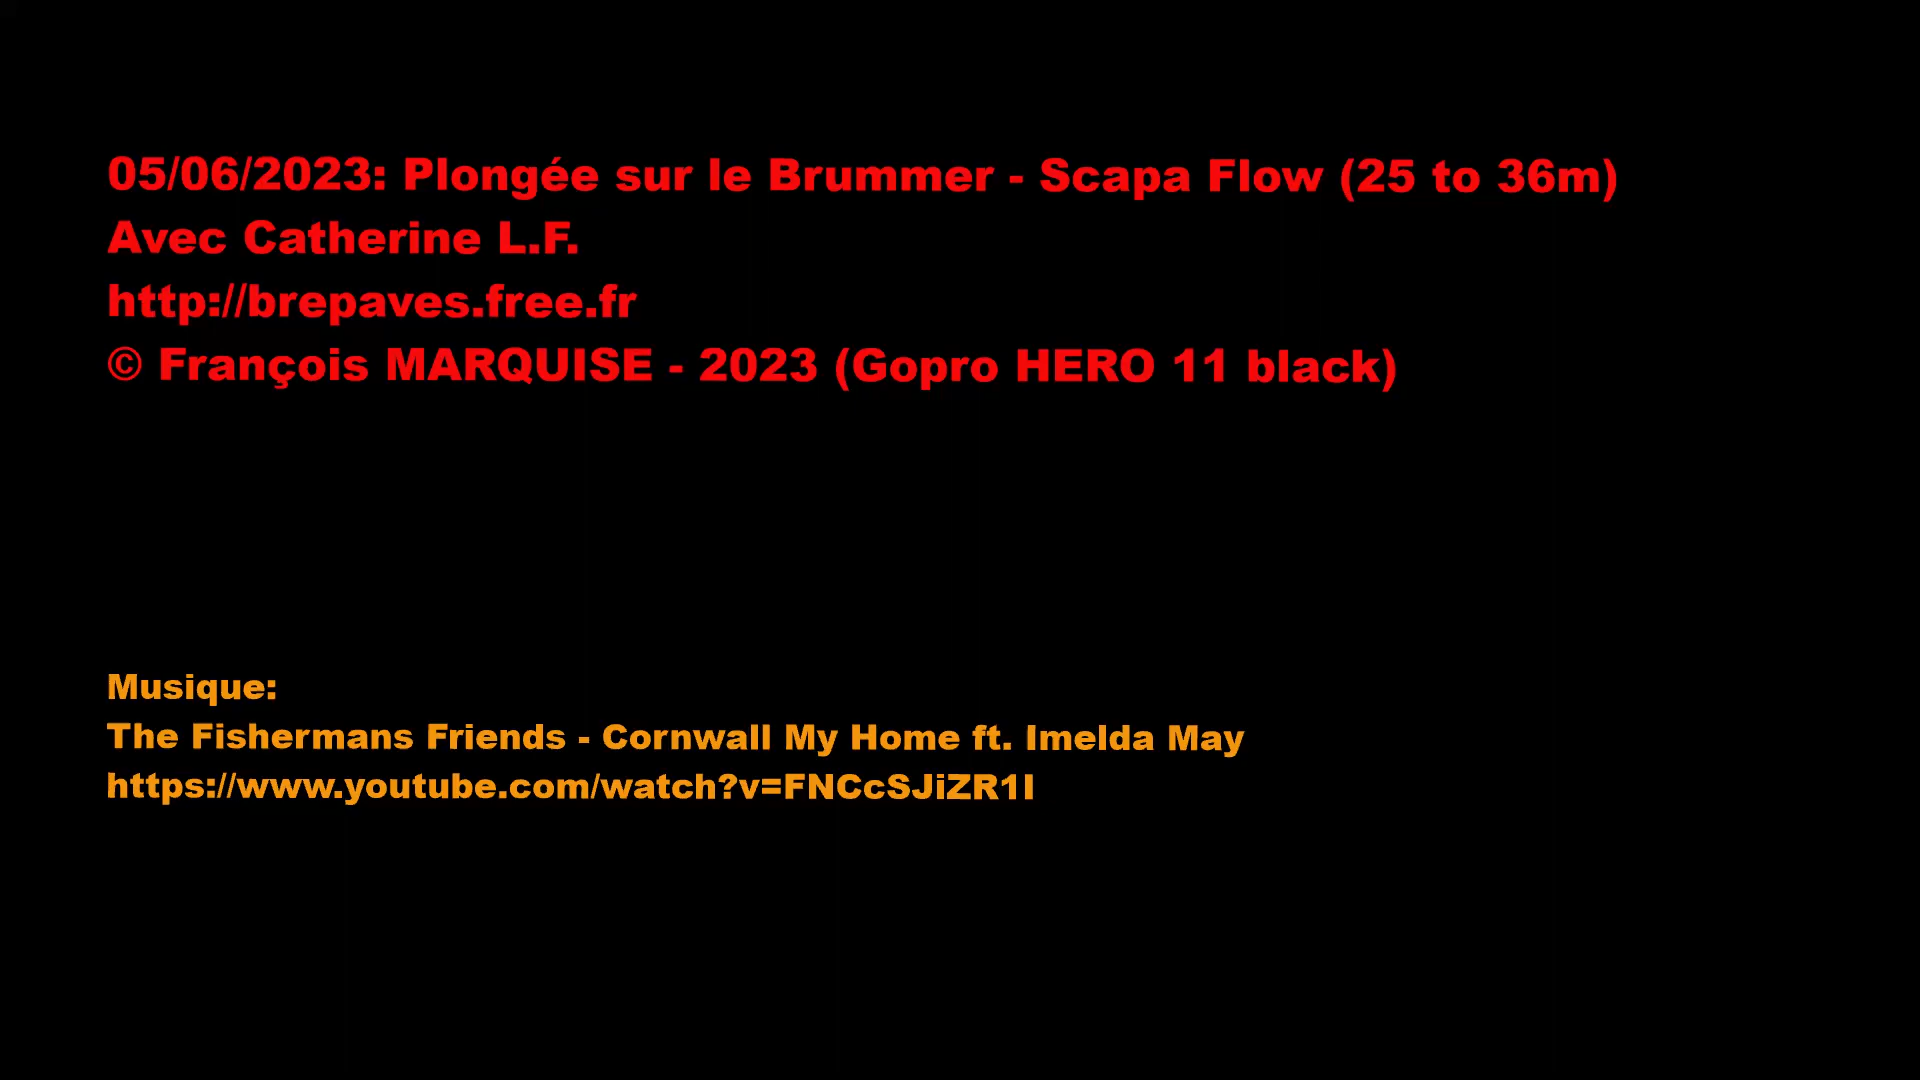 05/06/2023: Plongée sur le Brummer - Scapa Flow (25 to 36m)
Avec Catherine L.F.
http://brepaves.free.fr
© François MARQUISE - 2023 (Gopro HERO 11 black)
Musique:
The Fishermans Friends - Cornwall My Home ft. Imelda May
https://www.youtube.com/watch?v=FNCcSJiZR1I